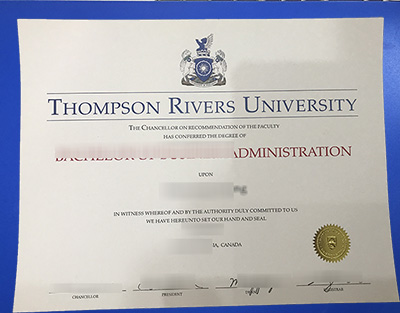 THOMPSON RIVERS UNIVERSITY
THE CHANCELLOR ON RECOMMENDATION OF THE FACULTY
HAS CONFERRED THE DEGREE OF
BACHELOR OF ADMINISTRATION
UPON
IN WITNESS WHEREOF AND BY THE AUTHORITY DULY COMMITTED TO US
WE HAVE HEREUNTO SET OUR HAND AND SEAL
CANADA
CHANCELLOR PRESIDENT